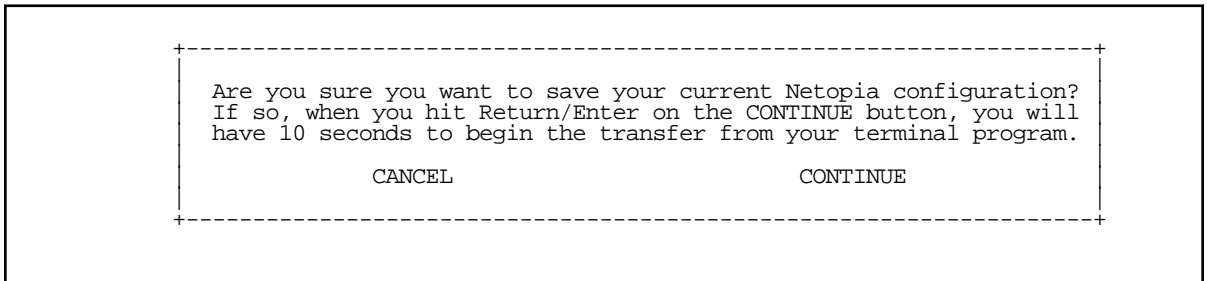 Are you sure you want to save your current Netopia configuration?
If so, when you hit Return/Enter on the CONTINUE button, you will
have 10 seconds to begin the transfer from your terminal program.
CANCEL CONTINUE